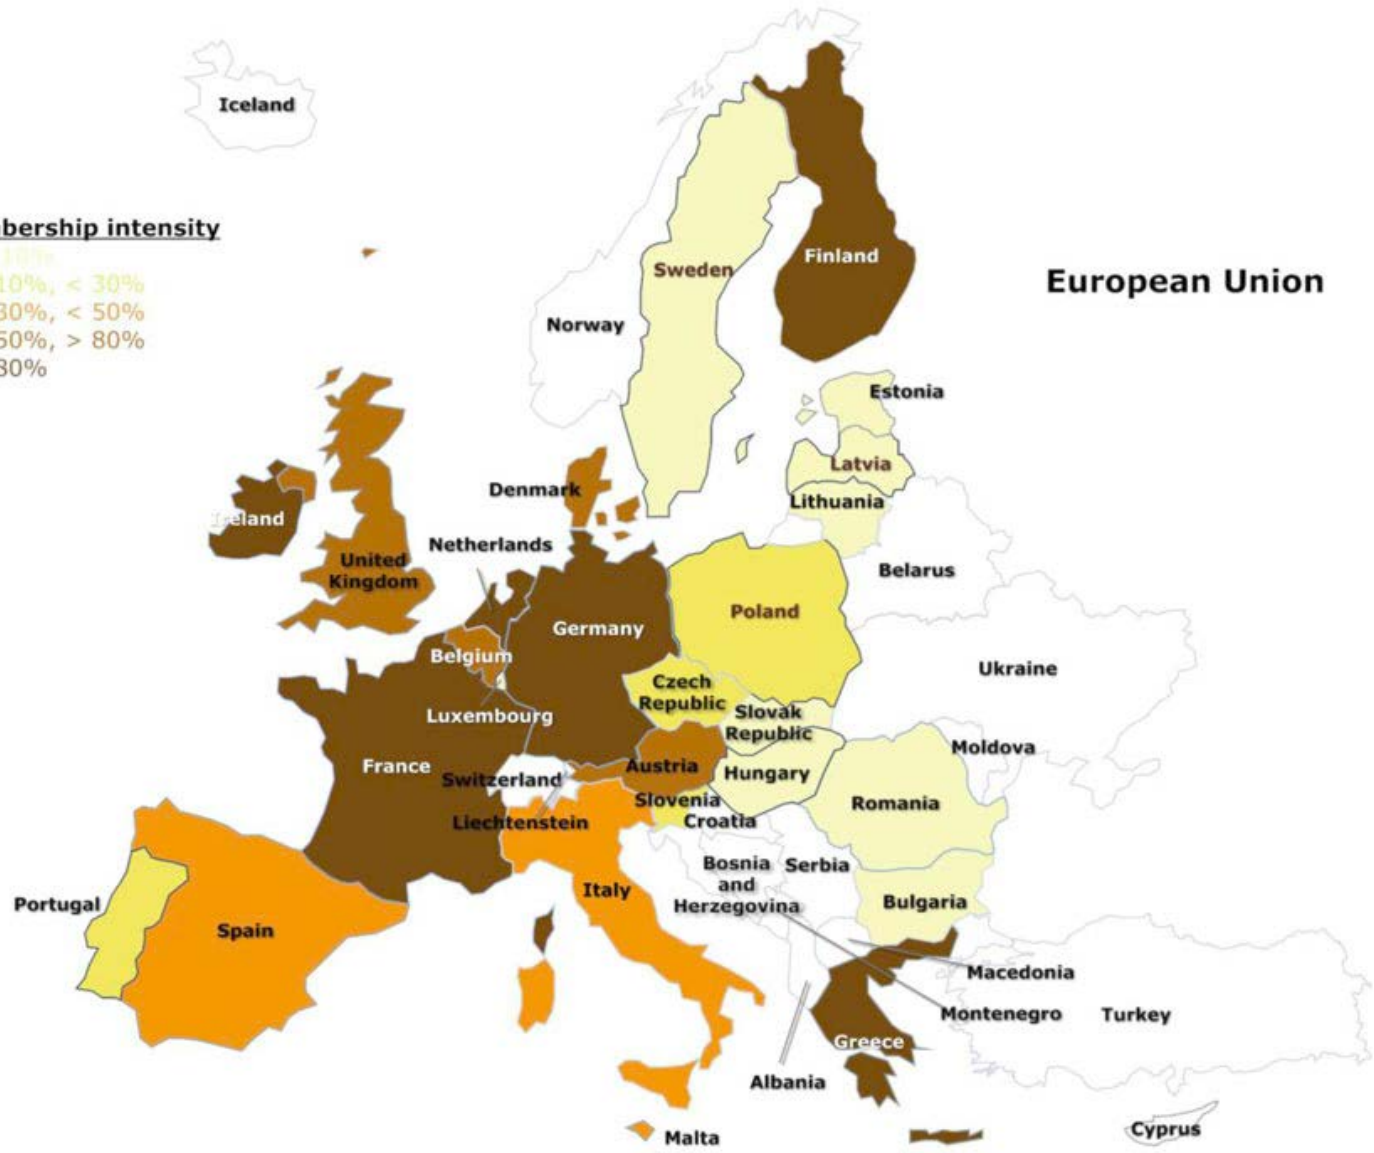 Iceland
bership intensity
10%
10%, < 30%
30%, < 50%
50%, > 80%
80%
European Union
Finland
Sweden
Norway
Estonia
Latvia
Lithuania
Denmark
Ireland
Netherlands
United
Kingdom
Belarus
Poland
Germany
Belgium
Ukraine
Czech
Republic
Luxembourg
Slovak
Republic
Moldova
France
Switzerland
Austria
Hungary
Slovenia
Romania
Liechtenstein
Croatia
Bosnia
and
Herzegovina
Serbia
Italy
Bulgaria
Portugal
Spain
Macedonia
Montenegro
Turkey
Greece
Albania
Malta
Cyprus